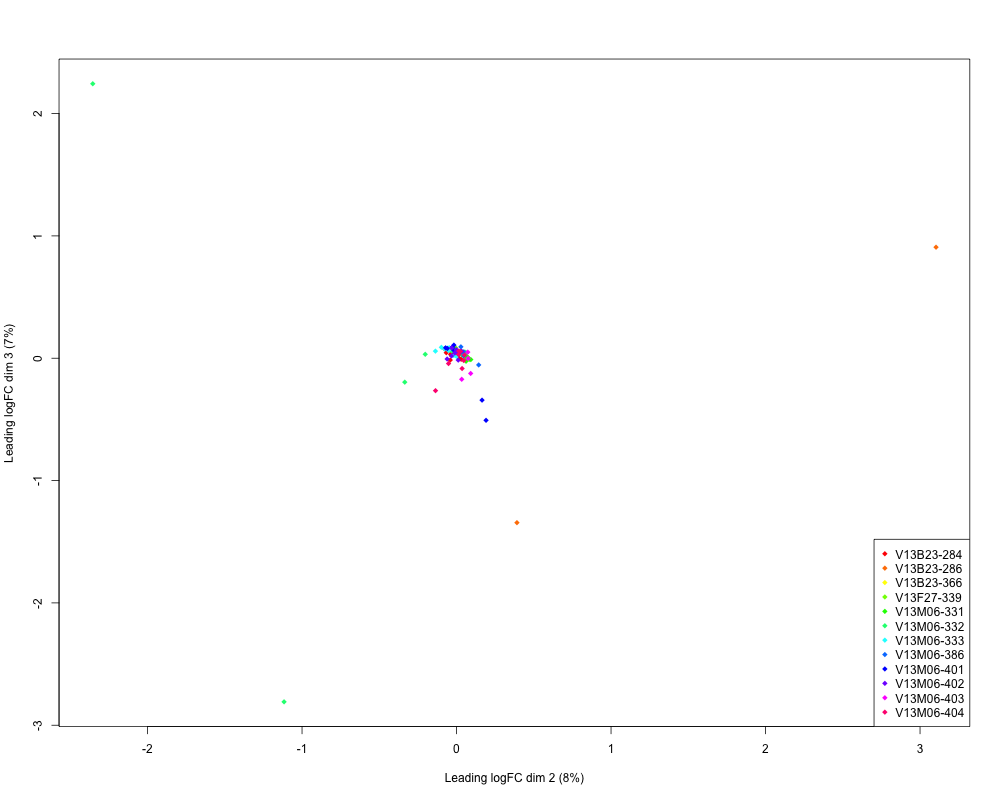 2
1
0
-1
-2
-3
Leading logFC dim 3 (7%)
V13B23-284
V13B23-286
V13B23-366
V13F27-339
V13M06-331
V13M06-332
V13M06-333
V13M06-386
V13M06-401
V13M06-402
V13M06-403
V13M06-404
-2 -1 0 1 2 3
Leading logFC dim 2 (8%)